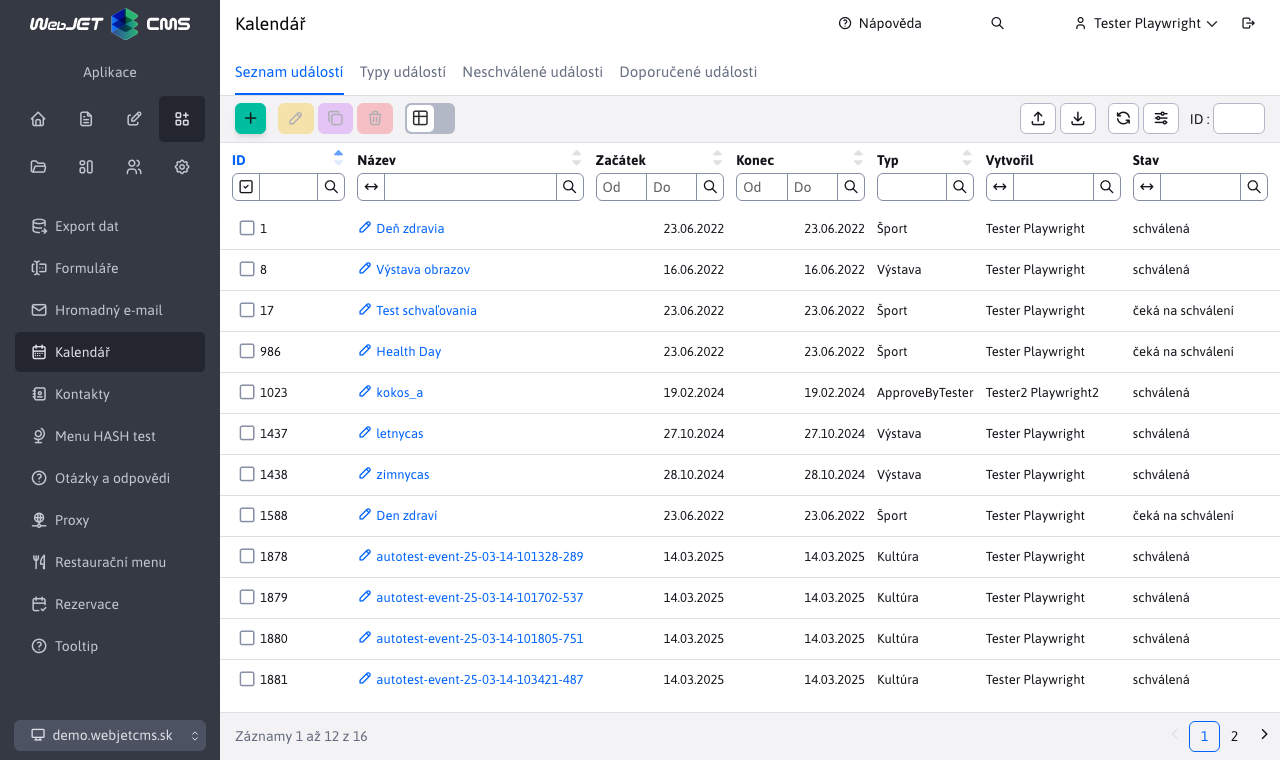 WebJET CMS
Kalendář
Nápověda
Tester Playwright
Aplikace
Seznam událostí
Typy událostí
Neschválené události
Doporučené události
ID :
Export dat
Formuláře
Hromadný e-mail
Kalendář
Kontakty
Menu HASH test
Otázky a odpovědi
Proxy
Restaurační menu
Rezervace
Tooltip
demo.webjetcms.sk
ID Název Začátek Konec Typ Vytvořil Stav
Od Do Od Do
1 Deň zdravia 23.06.2022 23.06.2022 Šport Tester Playwright schválená
8 Výstava obrazov 16.06.2022 16.06.2022 Výstava Tester Playwright schválená
17 Test schvaľovania 23.06.2022 23.06.2022 Šport Tester Playwright čeká na schválení
986 Health Day 23.06.2022 23.06.2022 Šport Tester Playwright čeká na schválení
1023 kokos_a 19.02.2024 19.02.2024 ApproveByTester Tester2 Playwright2 schválená
1437 letnycas 27.10.2024 27.10.2024 Výstava Tester Playwright schválená
1438 zimnycas 28.10.2024 28.10.2024 Výstava Tester Playwright schválená
1588 Den zdraví 23.06.2022 23.06.2022 Šport Tester Playwright čeká na schválení
1878 autotest-event-25-03-14-101328-289 14.03.2025 14.03.2025 Kultúra Tester Playwright schválená
1879 autotest-event-25-03-14-101702-537 14.03.2025 14.03.2025 Kultúra Tester Playwright schválená
1880 autotest-event-25-03-14-101805-751 14.03.2025 14.03.2025 Kultúra Tester Playwright schválená
1881 autotest-event-25-03-14-103421-487 14.03.2025 14.03.2025 Kultúra Tester Playwright schválená
Záznamy 1 až 12 z 16
1 2